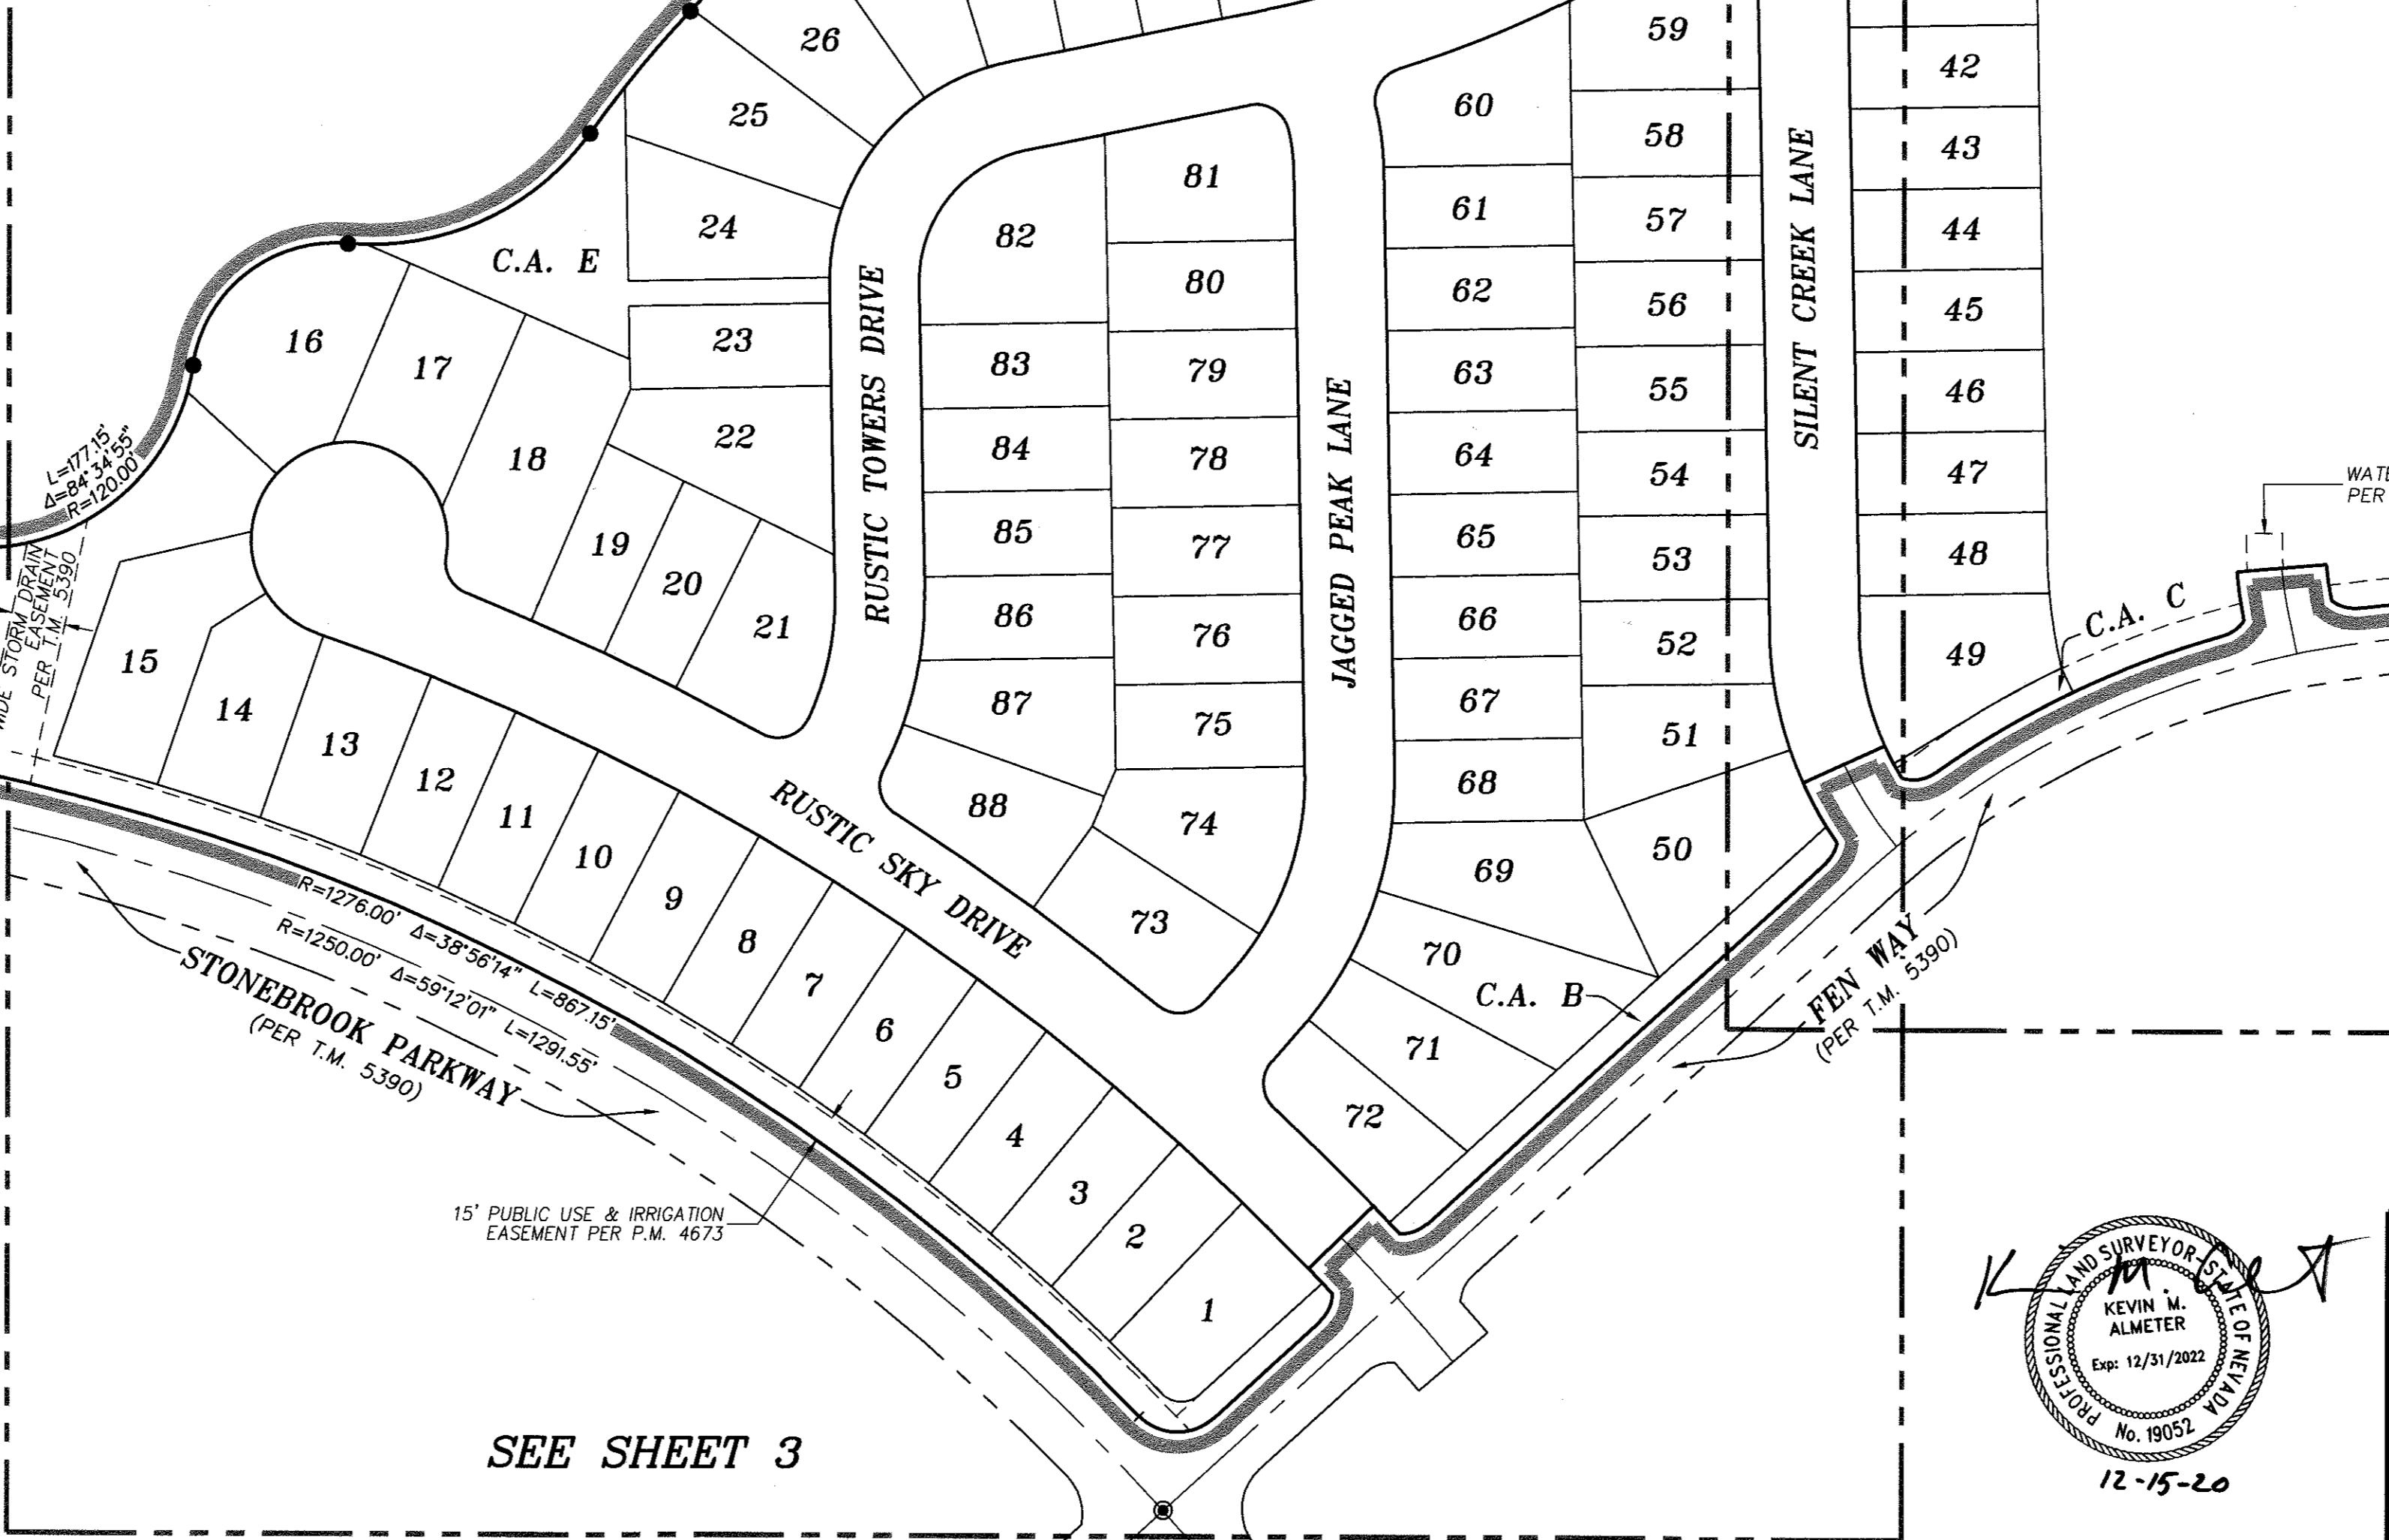 26
25
24
C.A. E
23
22
16
17
18
19
20
21
15
14
13
12
11
10
9
8
7
6
5
4
3
2
1
RUSTIC TOWERS DRIVE
82
83
84
85
86
87
88
81
80
79
78
77
76
75
74
73
JAGGED PEAK LANE
60
61
62
63
64
65
66
67
68
69
70
71
72
C.A. B
59
58
57
56
55
54
53
52
51
50
SILENT CREEK LANE
42
43
44
45
46
47
48
49
C.A. C
PER
L=177.15'
Δ=84°34'55"
R=120.00'
STORM DRAIN
EASEMENT
PER T.M. 5390
RUSTIC SKY DRIVE
R=1276.00' Δ=38°56'14" L=867.15'
R=1250.00' Δ=59°12'01" L=1291.55'
STONEBROOK PARKWAY
(PER T.M. 5390)
FEN WAY
(PER T.M. 5390)
15' PUBLIC USE & IRRIGATION
EASEMENT PER P.M. 4673
SEE SHEET 3
PROFESSIONAL LAND SURVEYOR-STATE OF NEVADA
KEVIN M.
ALMETER
Exp: 12/31/2022
No. 19052
12-15-20